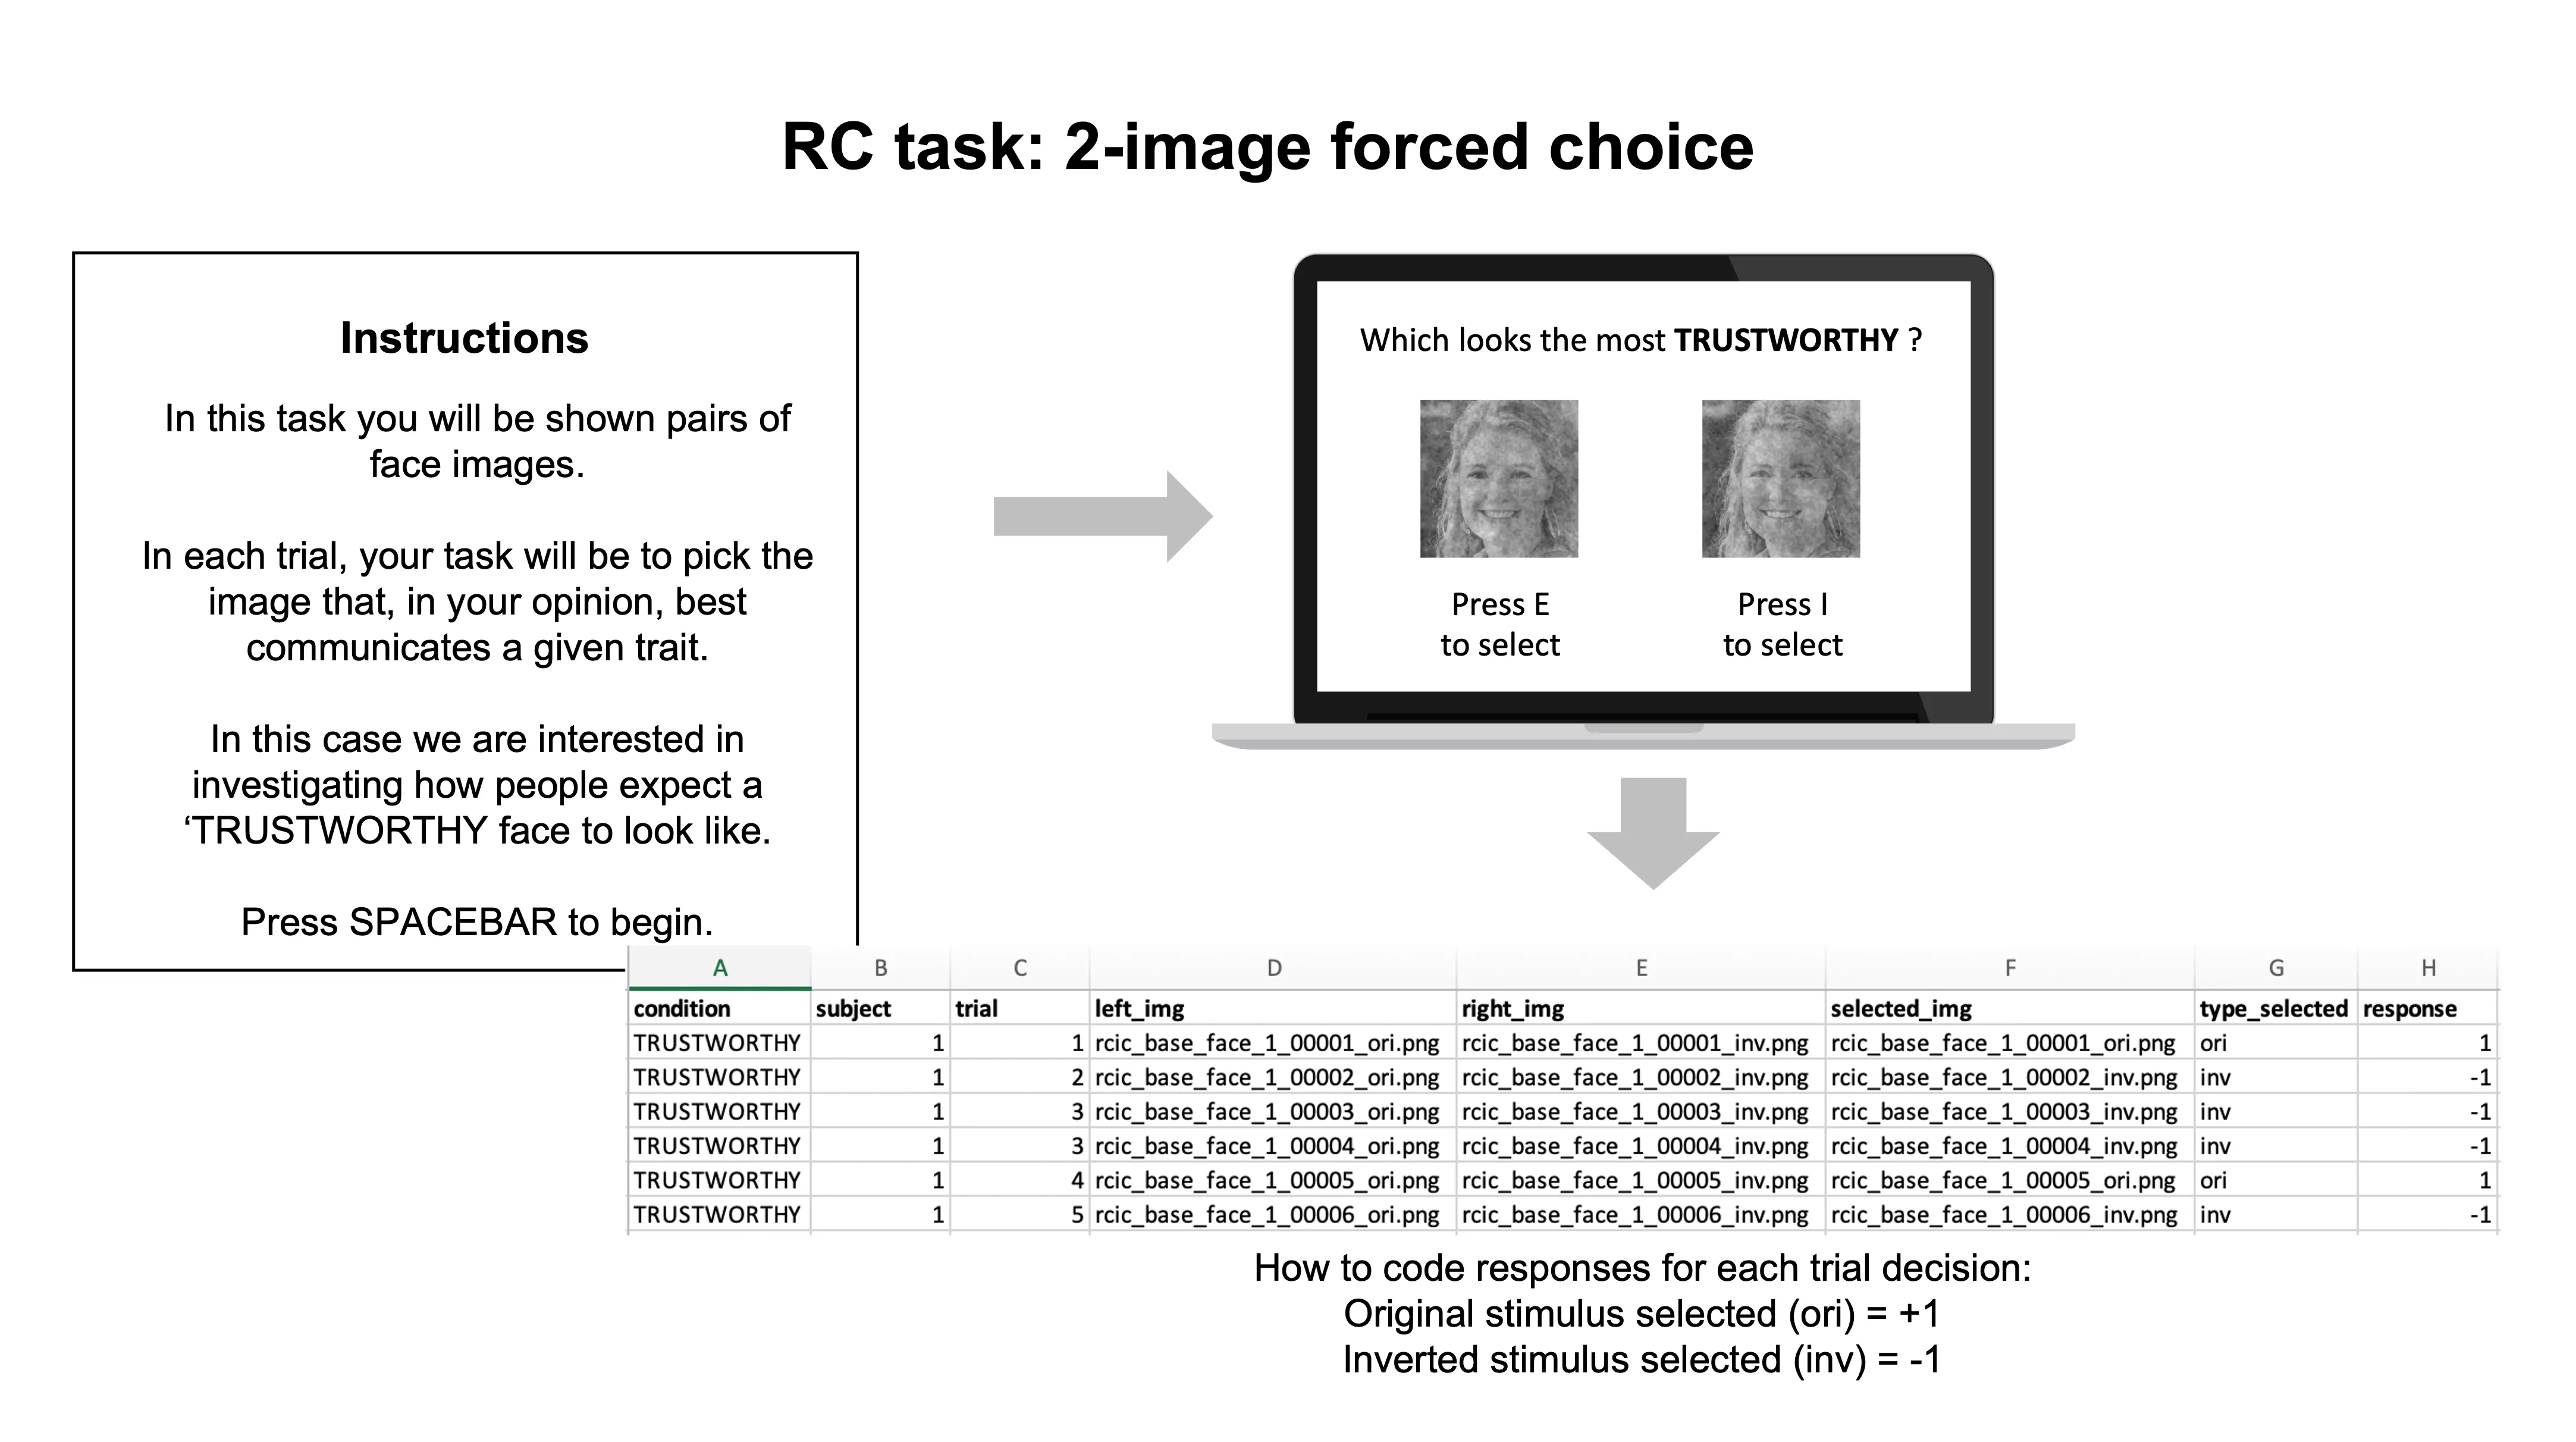 RC task: 2-image forced choice
Instructions
In this task you will be shown pairs of
face images.
In each trial, your task will be to pick the
image that, in your opinion, best
communicates a given trait.
In this case we are interested in
investigating how people expect a
‘TRUSTWORTHY face to look like.
Press SPACEBAR to begin.
Which looks the most TRUSTWORTHY ?
Press E
to select
Press I
to select
A B C D E F G H
condition subject trial left_img right_img selected_img type_selected response
TRUSTWORTHY 1 1 rcic_base_face_1_00001_ori.png rcic_base_face_1_00001_inv.png rcic_base_face_1_00001_ori.png ori 1
TRUSTWORTHY 1 2 rcic_base_face_1_00002_ori.png rcic_base_face_1_00002_inv.png rcic_base_face_1_00002_inv.png inv -1
TRUSTWORTHY 1 3 rcic_base_face_1_00003_ori.png rcic_base_face_1_00003_inv.png rcic_base_face_1_00003_inv.png inv -1
TRUSTWORTHY 1 3 rcic_base_face_1_00004_ori.png rcic_base_face_1_00004_inv.png rcic_base_face_1_00004_inv.png inv -1
TRUSTWORTHY 1 4 rcic_base_face_1_00005_ori.png rcic_base_face_1_00005_inv.png rcic_base_face_1_00005_ori.png ori 1
TRUSTWORTHY 1 5 rcic_base_face_1_00006_ori.png rcic_base_face_1_00006_inv.png rcic_base_face_1_00006_inv.png inv -1
How to code responses for each trial decision:
Original stimulus selected (ori) = +1
Inverted stimulus selected (inv) = -1